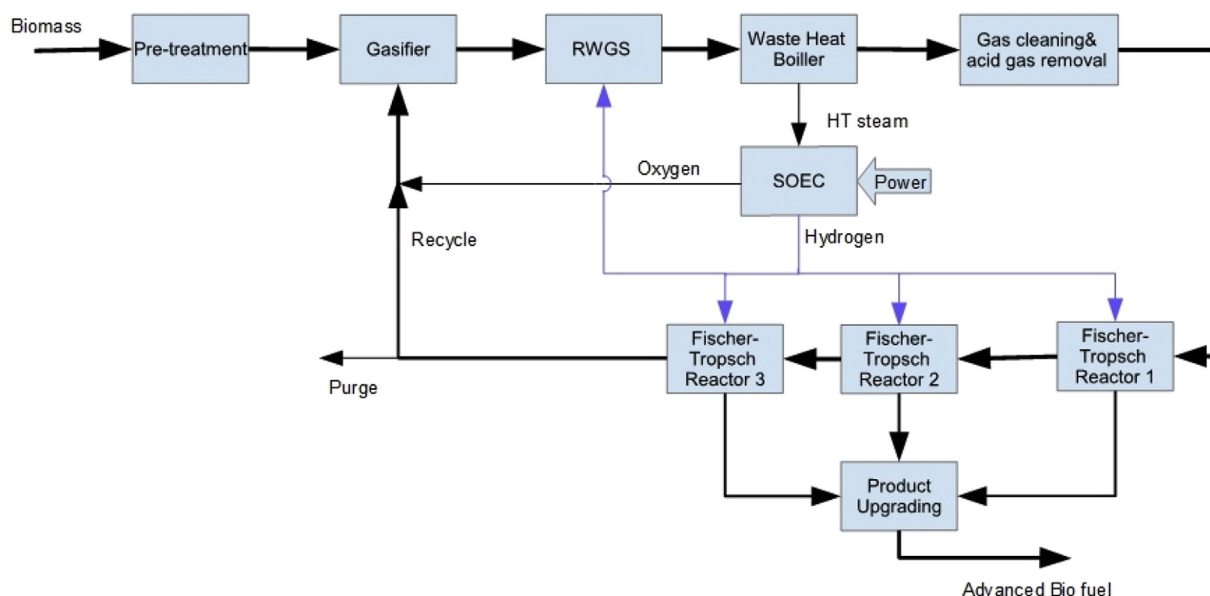 Biomass
Pre-treatment
Gasifier
RWGS
Waste Heat
Boiller
Gas cleaning&
acid gas removal
HT steam
Oxygen
SOEC
Power
Recycle
Hydrogen
Fischer-
Tropsch
Reactor 3
Fischer-
Tropsch
Reactor 2
Fischer-
Tropsch
Reactor 1
Purge
Product
Upgrading
Advanced Bio fuel